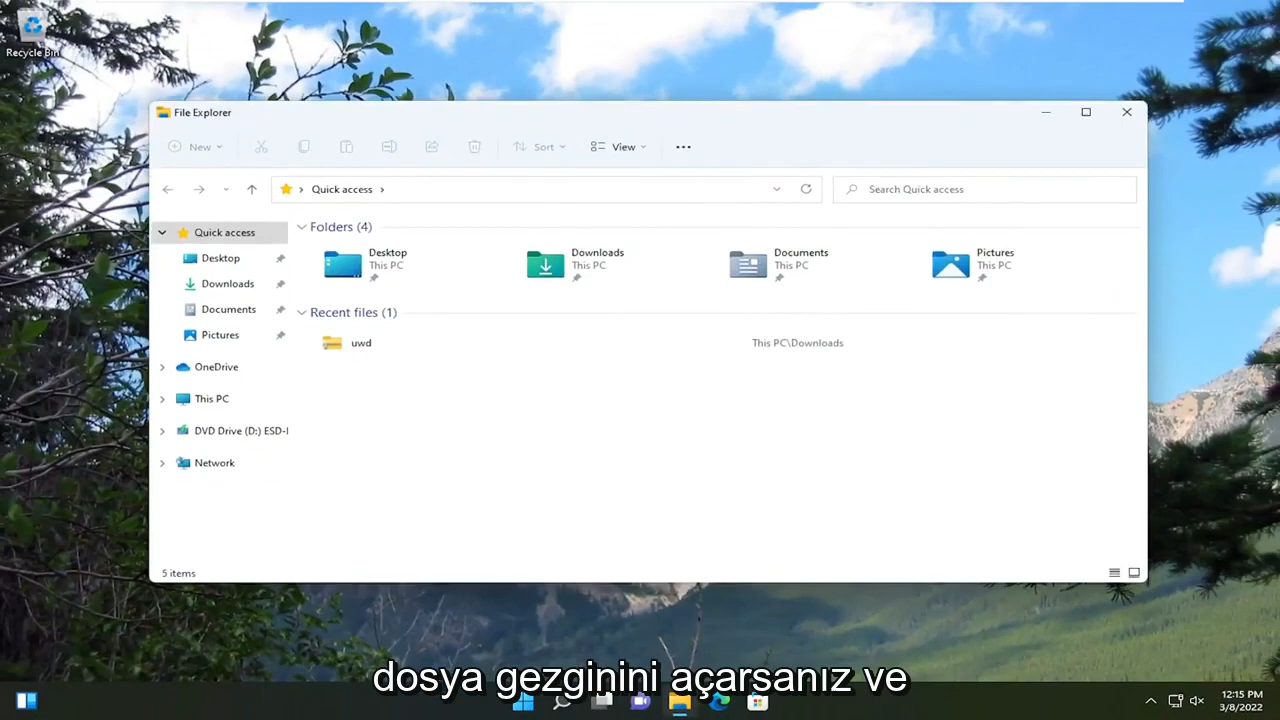 Recycle Bin
File Explorer
New
Sort
View
Quick access
Search Quick access
Quick access
Desktop
Downloads
Documents
Pictures
OneDrive
This PC
DVD Drive (D:) ESD-I
Network
Folders (4)
Desktop
This PC
Downloads
This PC
Documents
This PC
Pictures
This PC
Recent files (1)
uwd
This PC\Downloads
5 items
dosya gezginini açarsanız ve
12:15 PM
3/8/2022